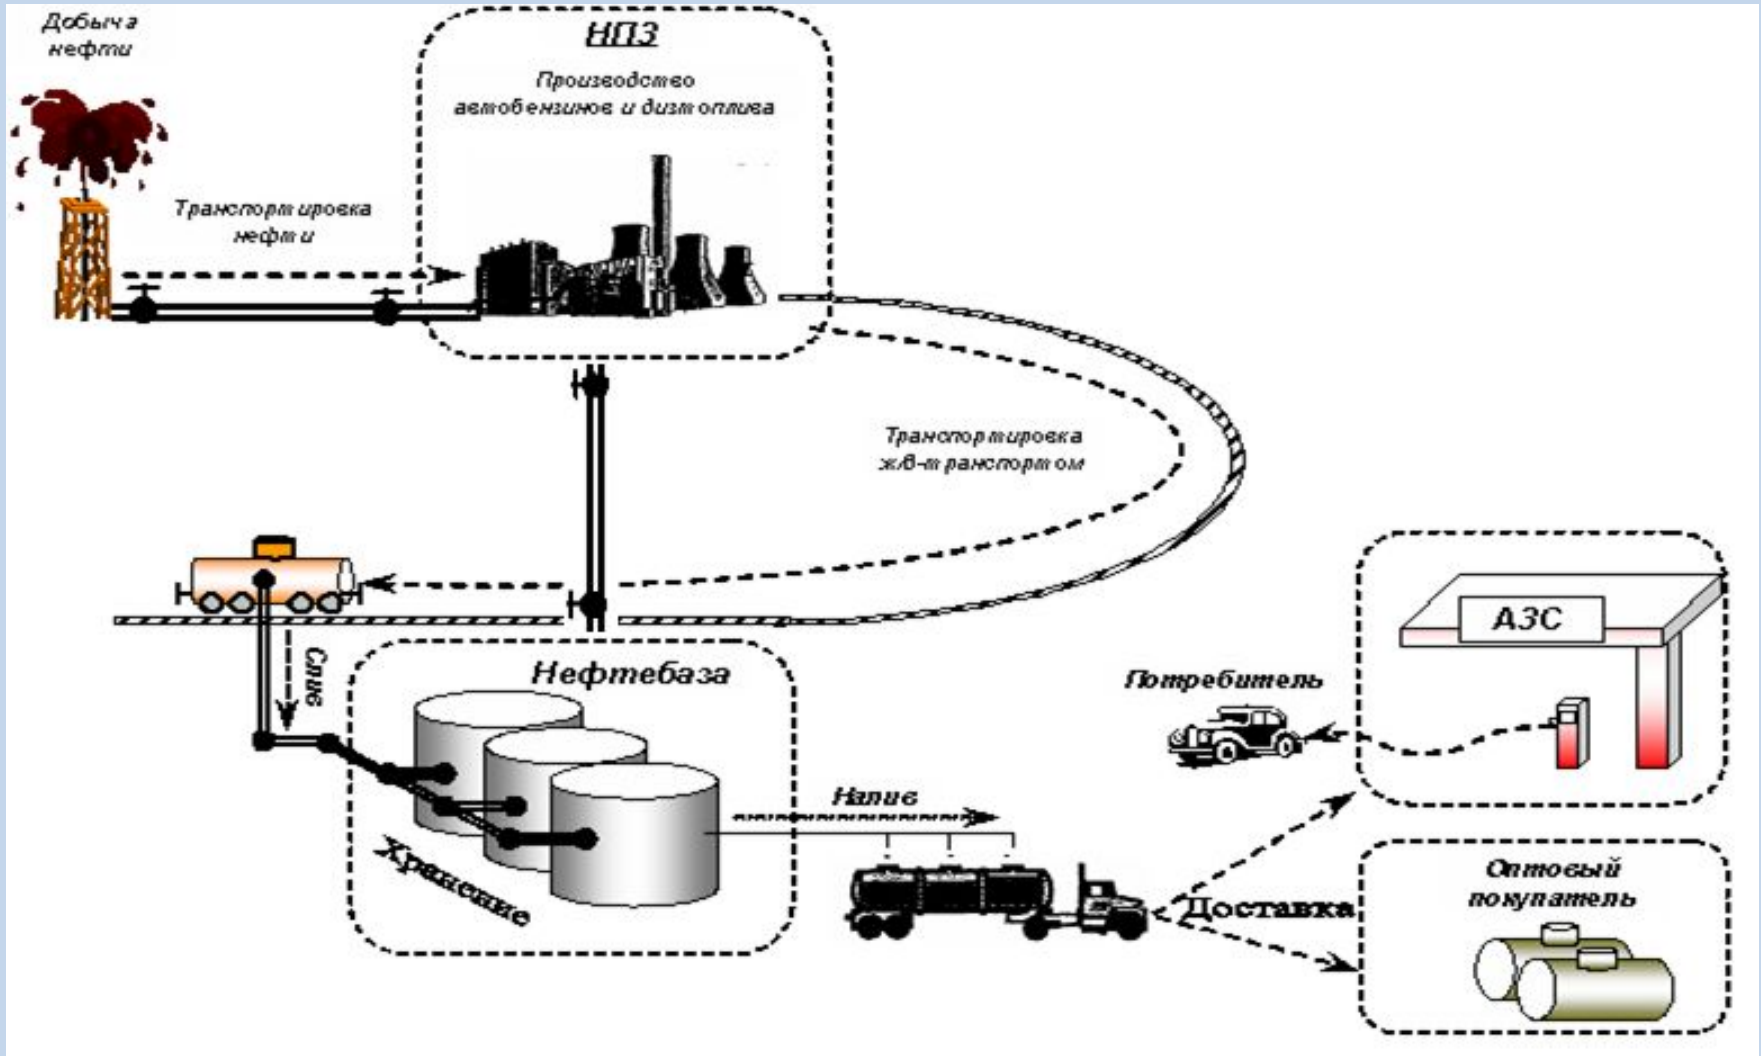 Добыча
нефти
НПЗ
Производство
автобензинов и дизтоплива
Транспортировка
нефти
Транспортировка
ж/д-транспортом
Слив
Нефтебаза
Хранение
Налив
Потребитель
АЗС
Доставка
Оптовый
покупатель